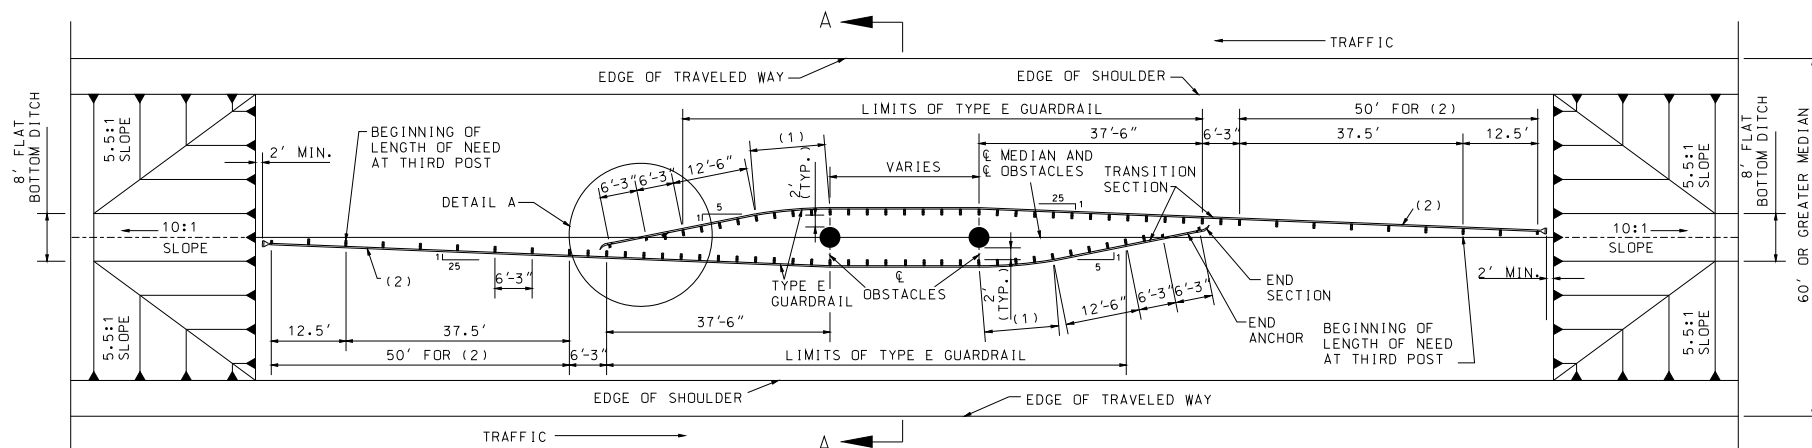 A
TRAFFIC
EDGE OF TRAVELED WAY
EDGE OF SHOULDER
LIMITS OF TYPE E GUARDRAIL
50' FOR (2)
8' FLAT
BOTTOM DITCH
5.5:1
SLOPE
BEGINNING OF
LENGTH OF NEED
AT THIRD POST
2' MIN.
(1)
37'-6"
6'-3"
37.5'
12.5'
5.5:1
SLOPE
8' FLAT
BOTTOM DITCH
60' OR GREATER MEDIAN
6'-3"
6'-3"
12'-6"
2'
(TYP.)
VARIES
℄ MEDIAN AND
℄ OBSTACLES
TRANSITION
SECTION
DETAIL A
5
1
25
1
(2)
10:1
SLOPE
10:1
SLOPE
1
25
(2)
6'-3"
TYPE E
GUARDRAIL
℄
OBSTACLES
2'
(TYP.)
5
1
END
SECTION
2' MIN.
12'-6"
6'-3"
6'-3"
(1)
END
ANCHOR
BEGINNING OF
LENGTH OF NEED
AT THIRD POST
5.5:1
SLOPE
5.5:1
SLOPE
12.5'
37.5'
37'-6"
50' FOR (2)
6'-3"
LIMITS OF TYPE E GUARDRAIL
EDGE OF SHOULDER
EDGE OF TRAVELED WAY
TRAFFIC
A